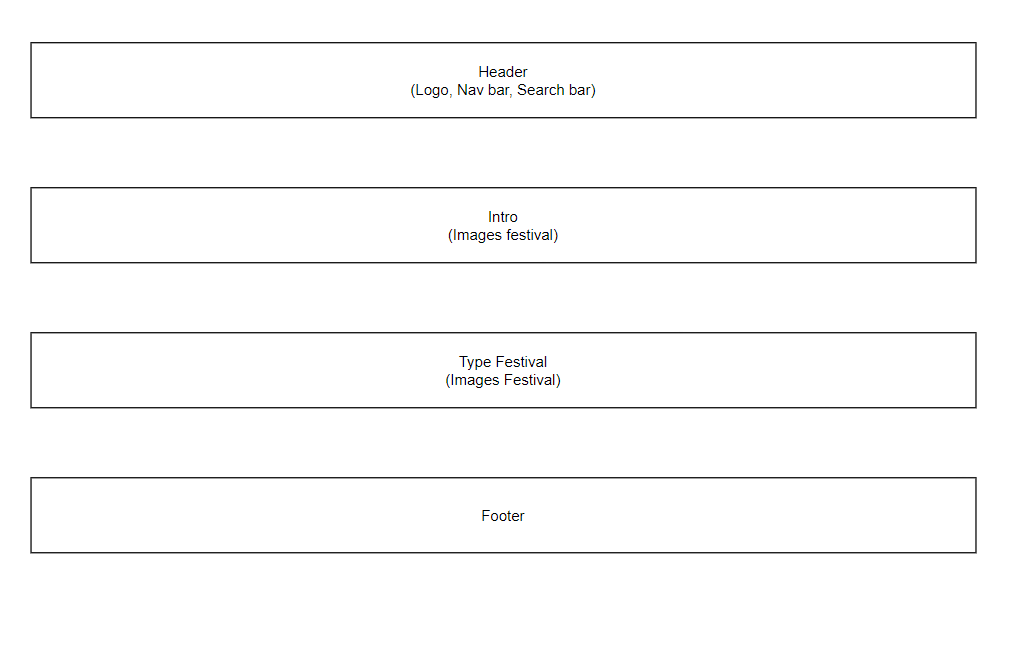 Header
(Logo, Nav bar, Search bar)
Intro
(Images festival)
Type Festival
(Images Festival)
Footer